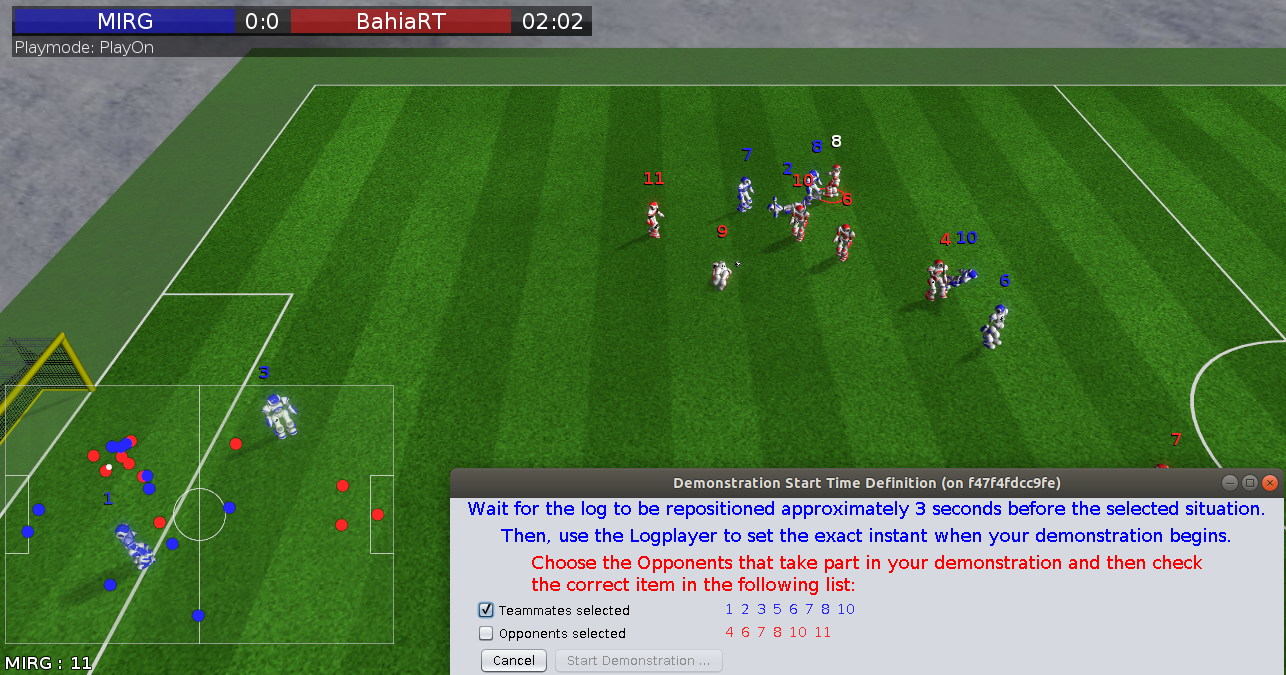 MIRG 0:0 BahiaRT 02:02
Playmode: PlayOn
8 8
7
2
11 10
6
9
4 10
6
3
7
1
Demonstration Start Time Definition (on f47f4fdcc9fe)
Wait for the log to be repositioned approximately 3 seconds before the selected situation.
Then, use the Logplayer to set the exact instant when your demonstration begins.
Choose the Opponents that take part in your demonstration and then check
the correct item in the following list:
Teammates selected 1 2 3 5 6 7 8 10
Opponents selected 4 6 7 8 10 11
Cancel Start Demonstration ...
MIRG : 11